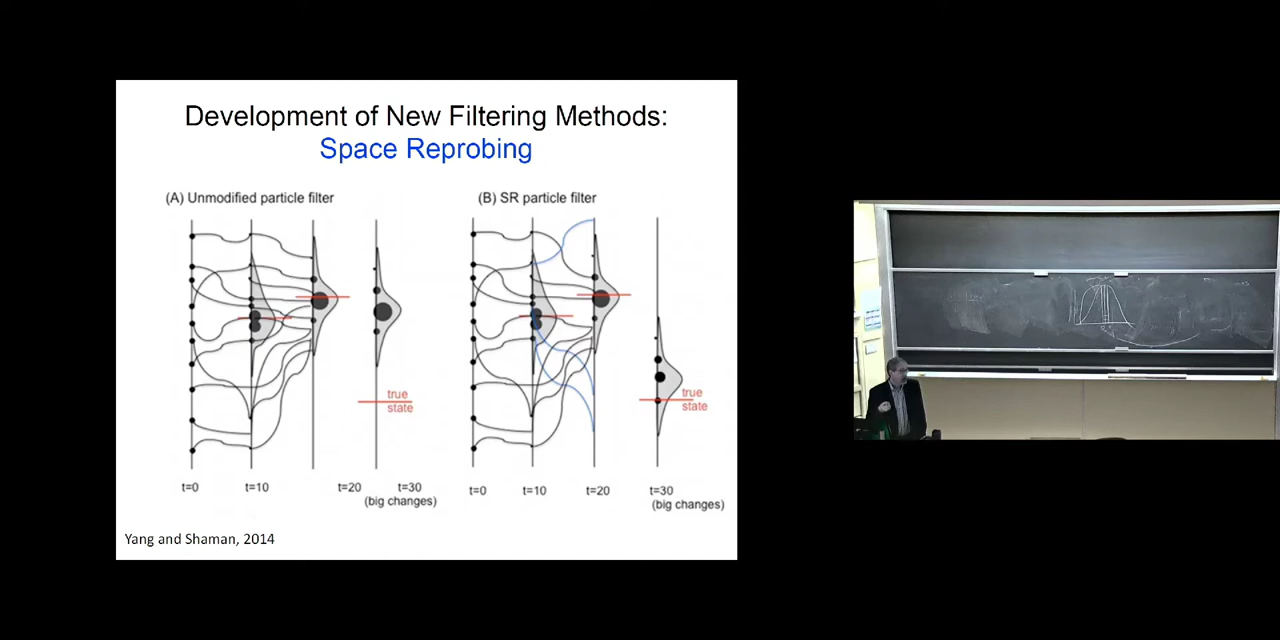 Development of New Filtering Methods:
Space Reprobing
(A) Unmodified particle filter
(B) SR particle filter
true
state
true
state
t=0
t=10
t=20
t=30
(big changes)
t=0
t=10
t=20
t=30
(big changes)
Yang and Shaman, 2014